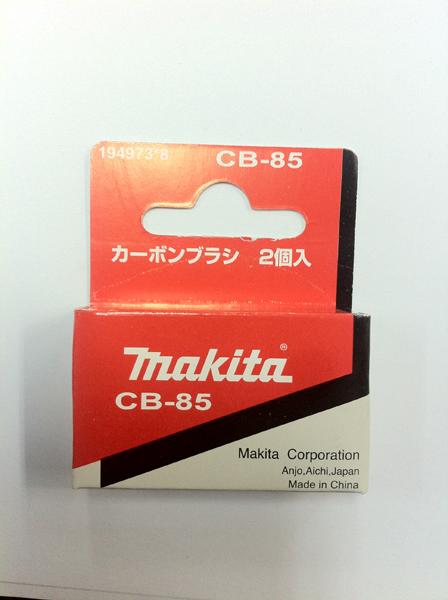 194973*8 CB-85
カーボンブラシ 2個入
makita®
CB-85
Makita Corporation
Anjo,Aichi,Japan
Made in China